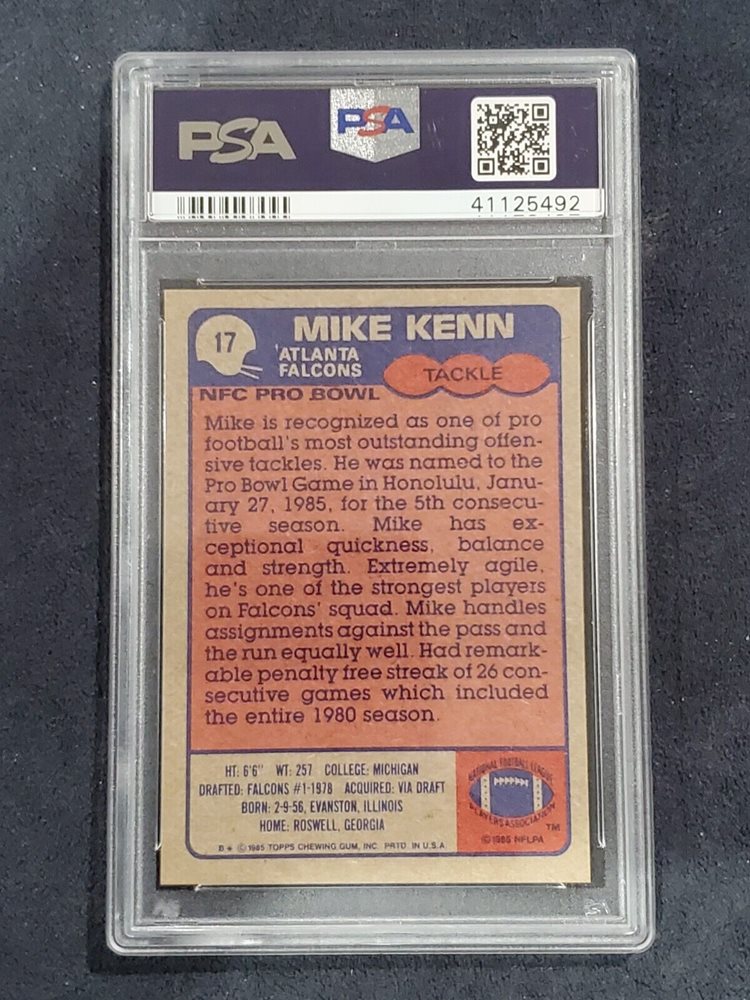 PSA
PSA
41125492
17
MIKE KENN
ATLANTA
FALCONS
TACKLE
NFC PRO BOWL
Mike is recognized as one of pro
football's most outstanding offen-
sive tackles. He was named to the
Pro Bowl Game in Honolulu, Janu-
ary 27, 1985, for the 5th consecu-
tive season. Mike has ex-
ceptional quickness, balance
and strength. Extremely agile,
he's one of the strongest players
on Falcons' squad. Mike handles
assignments against the pass and
the run equally well. Had remark-
able penalty free streak of 26 con-
secutive games which included
the entire 1980 season.
HT: 6'6" WT: 257 COLLEGE: MICHIGAN
DRAFTED: FALCONS #1-1978 ACQUIRED: VIA DRAFT
BORN: 2-9-56, EVANSTON, ILLINOIS
HOME: ROSWELL, GEORGIA
B * © 1985 TOPPS CHEWING GUM, INC. PRTD. IN U.S.A.
NATIONAL FOOTBALL LEAGUE
PLAYERS ASSOCIATION
TM
© 1985 NFLPA